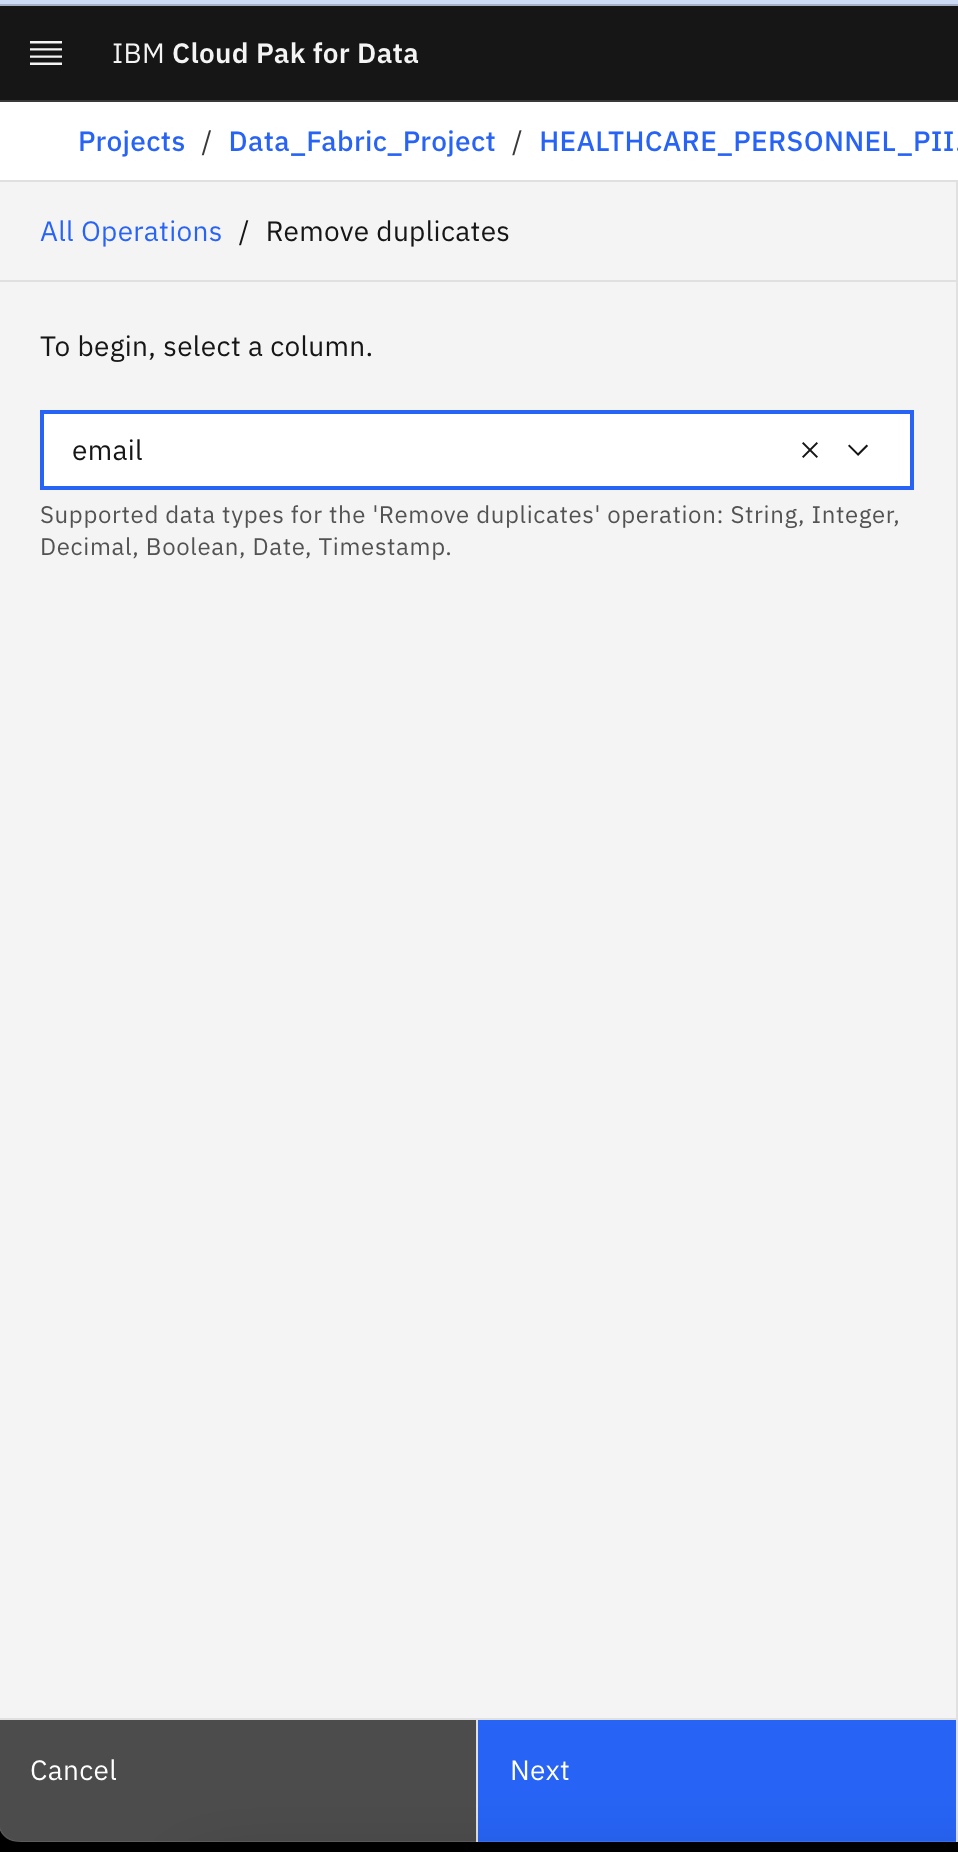 IBM Cloud Pak for Data
Projects / Data_Fabric_Project / HEALTHCARE_PERSONNEL_PII.
All Operations / Remove duplicates
To begin, select a column.
email
Supported data types for the 'Remove duplicates' operation: String, Integer,
Decimal, Boolean, Date, Timestamp.
Cancel
Next